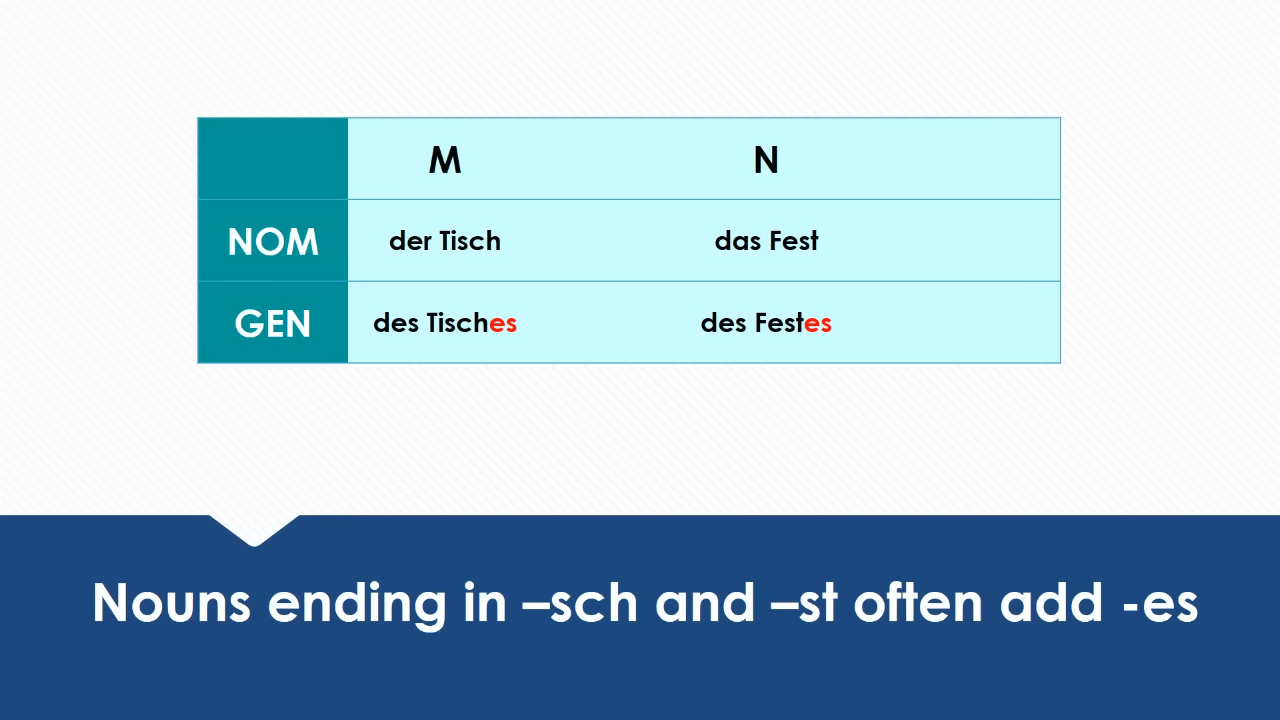 M N
NOM der Tisch das Fest
GEN des Tisches des Festes
Nouns ending in –sch and –st often add -es